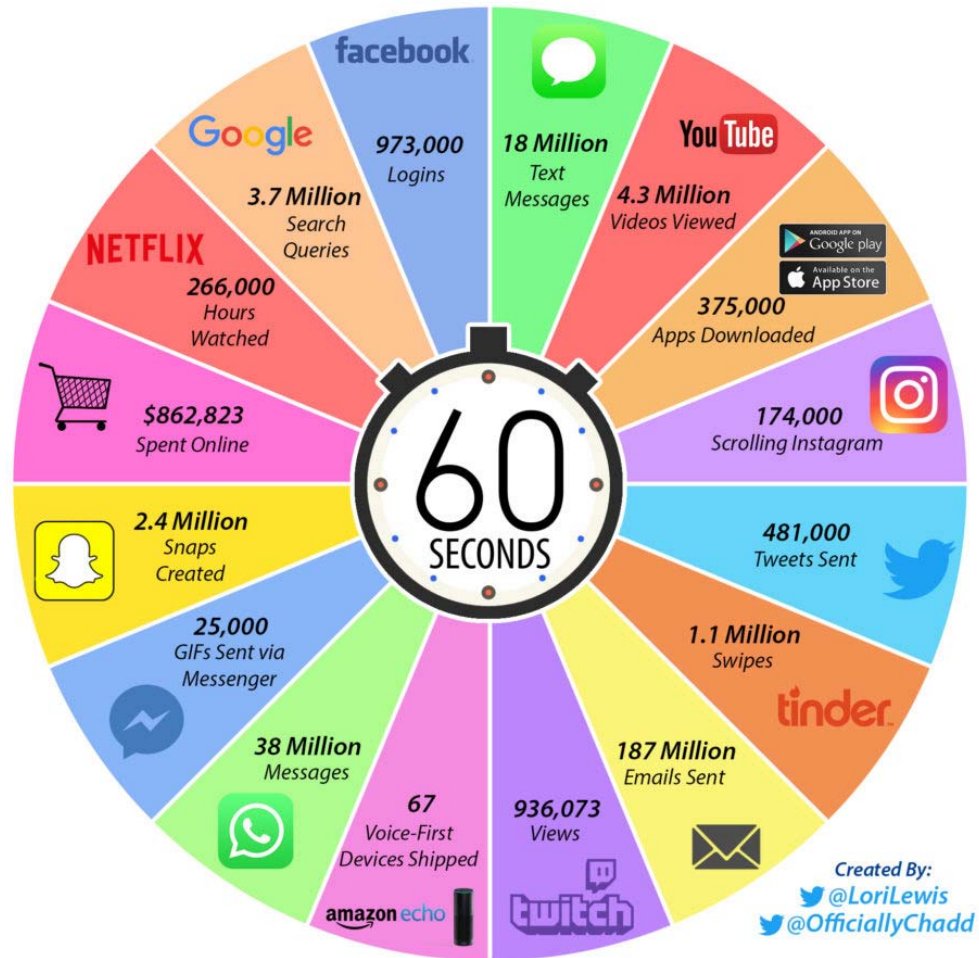 facebook
973,000
Logins
18 Million
Text
Messages
You Tube
4.3 Million
Videos Viewed
ANDROID APP ON
Google play
Available on the
App Store
375,000
Apps Downloaded
174,000
Scrolling Instagram
481,000
Tweets Sent
1.1 Million
Swipes
tinder
187 Million
Emails Sent
936,073
Views
twitch
67
Voice-First
Devices Shipped
amazon echo
38 Million
Messages
25,000
GIFs Sent via
Messenger
2.4 Million
Snaps
Created
$862,823
Spent Online
NETFLIX
266,000
Hours
Watched
Google
3.7 Million
Search
Queries
60
SECONDS
Created By:
@LoriLewis
@OfficiallyChadd